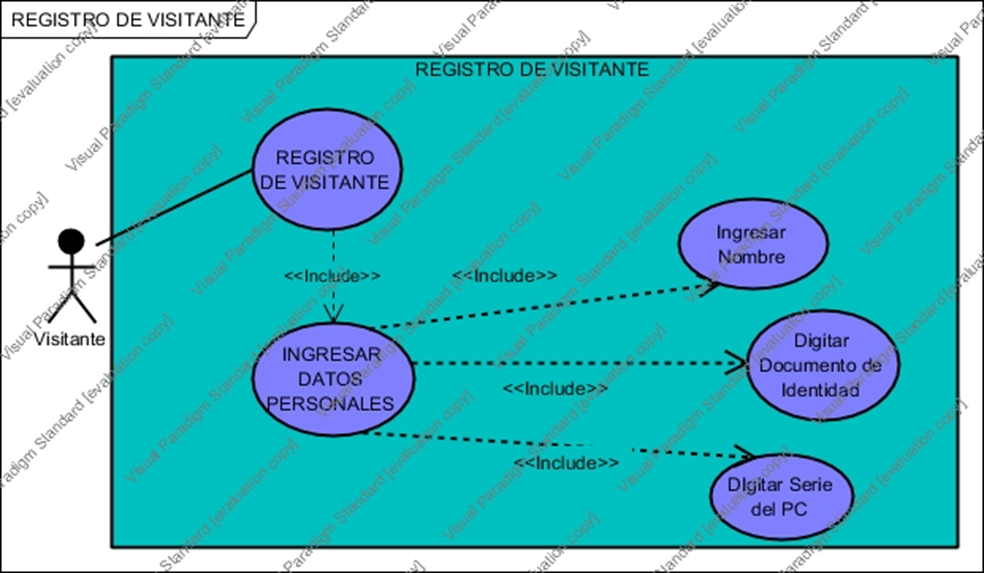 REGISTRO DE VISITANTE
REGISTRO DE VISITANTE
REGISTRO
DE VISITANTE
Ingresar
Nombre
<<Include>>
<<Include>>
Visitante
INGRESAR
DATOS
PERSONALES
Digitar
Documento de
Identidad
<<Include>>
<<Include>>
DIgitar Serie
del PC
Visual Paradigm Standard [evaluation copy]